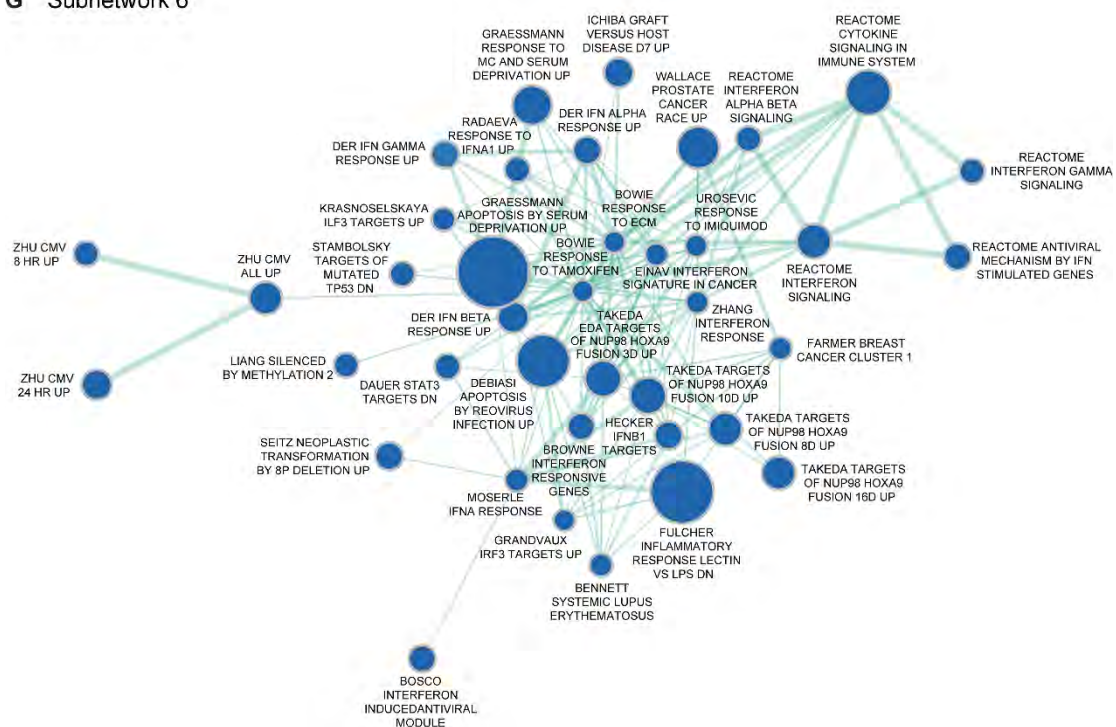 G Subnetwork 6
GRAESSMANN
RESPONSE TO
MC AND SERUM
DEPRIVATION UP
ICHIBA GRAFT
VERSUS HOST
DISEASE D7 UP
REACTOME
CYTOKINE
SIGNALING IN
IMMUNE SYSTEM
WALLACE
PROSTATE
CANCER
RACE UP
REACTOME
INTERFERON
ALPHA BETA
SIGNALING
RADAEVA
RESPONSE TO
IFNA1 UP
DER IFN ALPHA
RESPONSE UP
DER IFN GAMMA
RESPONSE UP
REACTOME
INTERFERON GAMMA
SIGNALING
KRASNOSELSKAYA
ILF3 TARGETS UP
GRAESSMANN
APOPTOSIS BY SERUM
DEPRIVATION UP
BOWIE
RESPONSE
TO ECM
UROSEVIC
RESPONSE
TO IMIQUIMOD
ZHU CMV
8 HR UP
ZHU CMV
ALL UP
STAMBOLSKY
TARGETS OF
MUTATED
TP53 DN
BOWIE
RESPONSE
TO TAMOXIFEN
EINAV INTERFERON
SIGNATURE IN CANCER
REACTOME
INTERFERON
SIGNALING
REACTOME ANTIVIRAL
MECHANISM BY IFN
STIMULATED GENES
DER IFN BETA
RESPONSE UP
TAKEDA
EDA TARGETS
OF NUP98 HOXA9
FUSION 3D UP
ZHANG
INTERFERON
RESPONSE
FARMER BREAST
CANCER CLUSTER 1
LIANG SILENCED
BY METHYLATION 2
ZHU CMV
24 HR UP
DAUER STAT3
TARGETS DN
DEBIASI
APOPTOSIS
BY REOVIRUS
INFECTION UP
TAKEDA TARGETS
OF NUP98 HOXA9
FUSION 10D UP
HECKER
IFNB1
TARGETS
TAKEDA TARGETS
OF NUP98 HOXA9
FUSION 8D UP
SEITZ NEOPLASTIC
TRANSFORMATION
BY 8P DELETION UP
BROWNE
INTERFERON
RESPONSIVE
GENES
TAKEDA TARGETS
OF NUP98 HOXA9
FUSION 16D UP
MOSERLE
IFNA RESPONSE
GRANDVAUX
IRF3 TARGETS UP
FULCHER
INFLAMMATORY
RESPONSE LECTIN
VS LPS DN
BENNETT
SYSTEMIC LUPUS
ERYTHEMATOSUS
BOSCO
INTERFERON
INDUCEDANTIVIRAL
MODULE